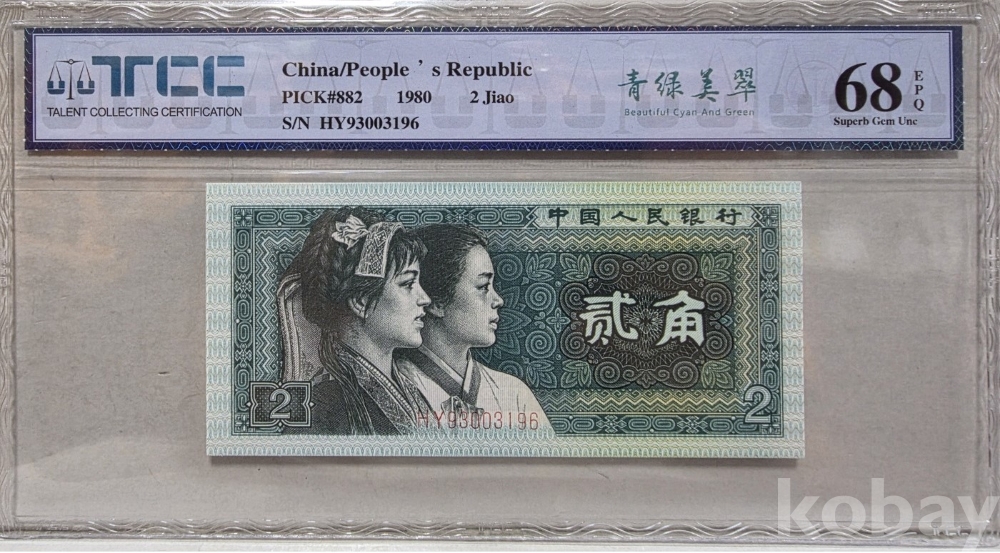 TCC
TALENT COLLECTING CERTIFICATION
China/People ’ s Republic
PICK#882 1980 2 Jiao
S/N HY93003196
青绿美翠
Beautiful Cyan And Green
68 EPQ
Superb Gem Unc
中国人民银行
贰角
2
HY93003196
2
kobay